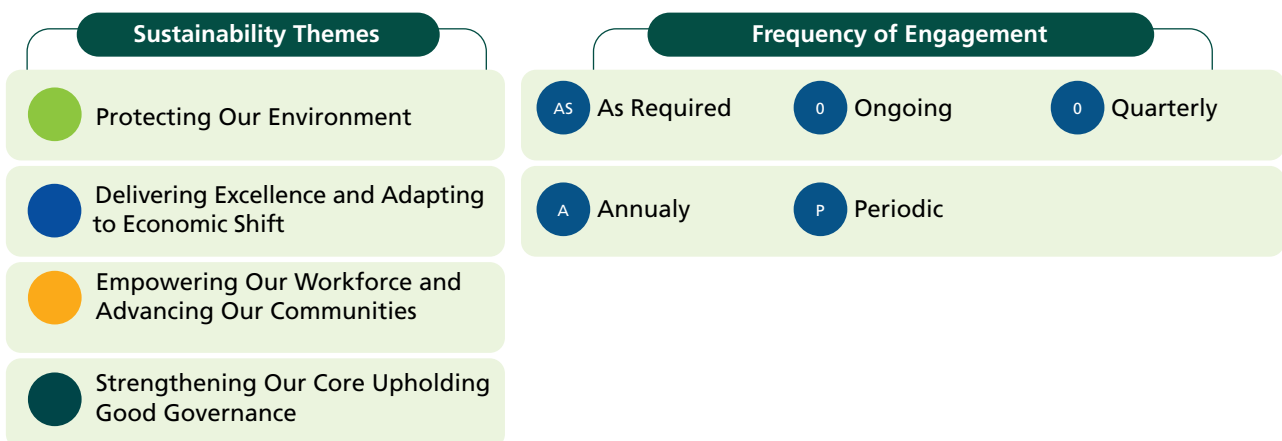 Sustainability Themes
Protecting Our Environment
Delivering Excellence and Adapting
to Economic Shift
Empowering Our Workforce and
Advancing Our Communities
Strengthening Our Core Upholding
Good Governance
Frequency of Engagement
AS As Required
0 Ongoing
0 Quarterly
A Annualy
P Periodic